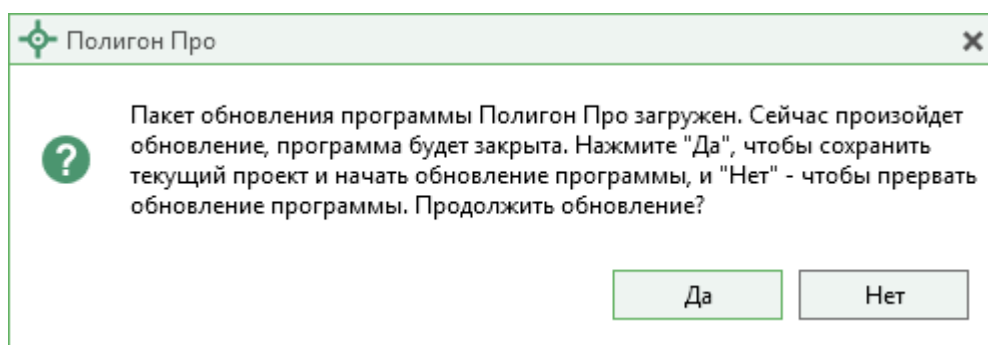 Полигон Про
Пакет обновления программы Полигон Про загружен. Сейчас произойдет
обновление, программа будет закрыта. Нажмите "Да", чтобы сохранить
текущий проект и начать обновление программы, и "Нет" - чтобы прервать
обновление программы. Продолжить обновление?
Да
Нет